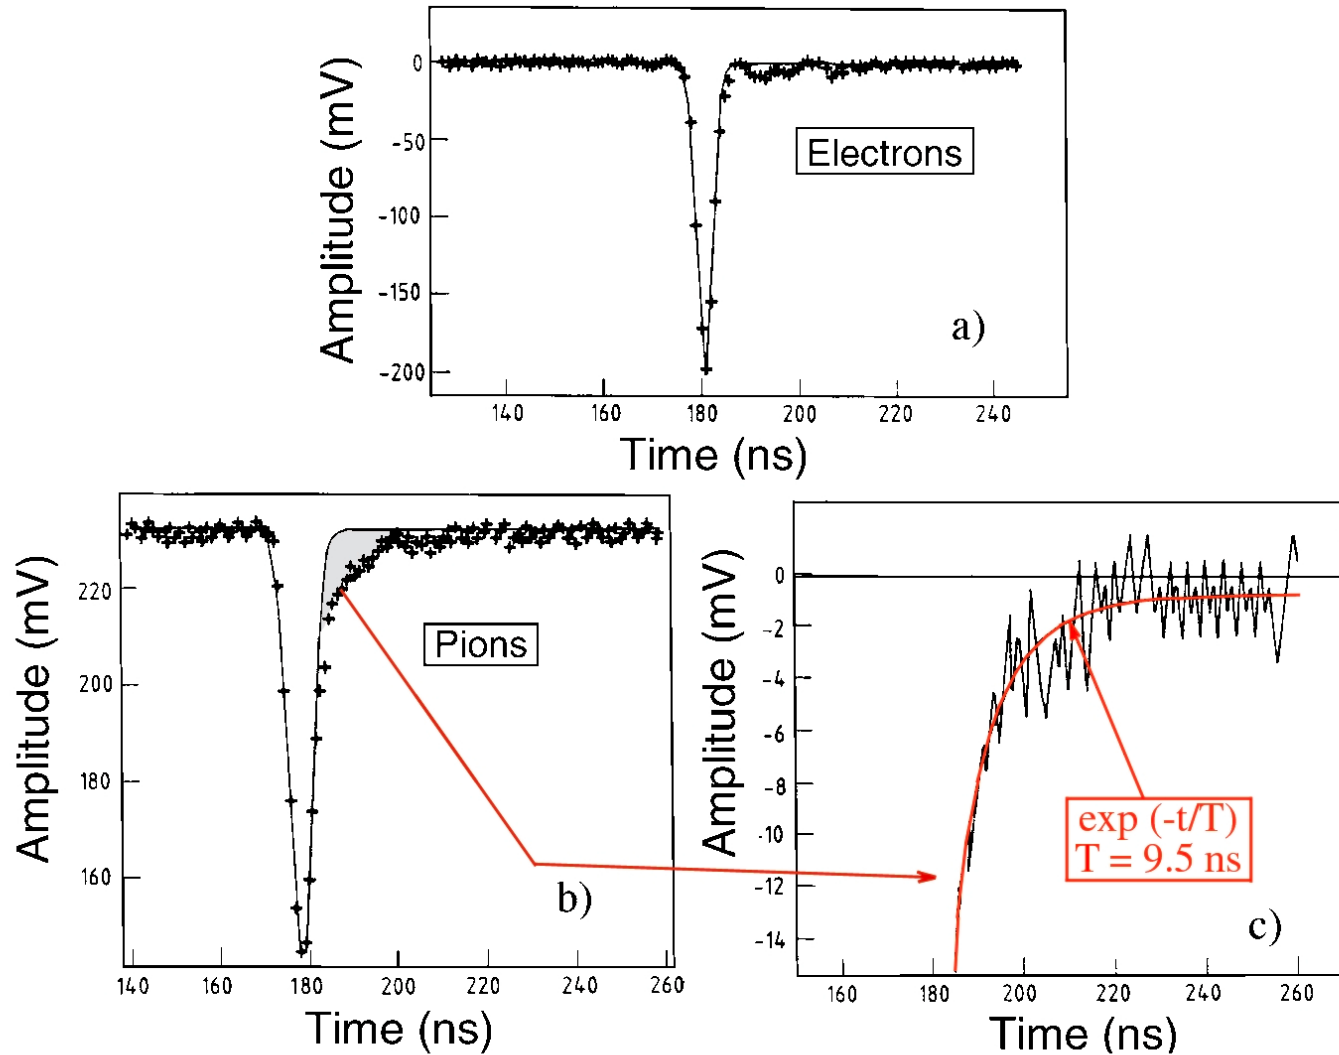 Amplitude (mV)
0
-50
-100
-150
-200
Electrons
a)
140 160 180 200 220 240
Time (ns)
Amplitude (mV)
220
200
180
160
Pions
b)
140 160 180 200 220 240 260
Time (ns)
Amplitude (mV)
0
-2
-4
-6
-8
-10
-12
-14
exp (-t/T)
T = 9.5 ns
c)
160 180 200 220 240 260
Time (ns)